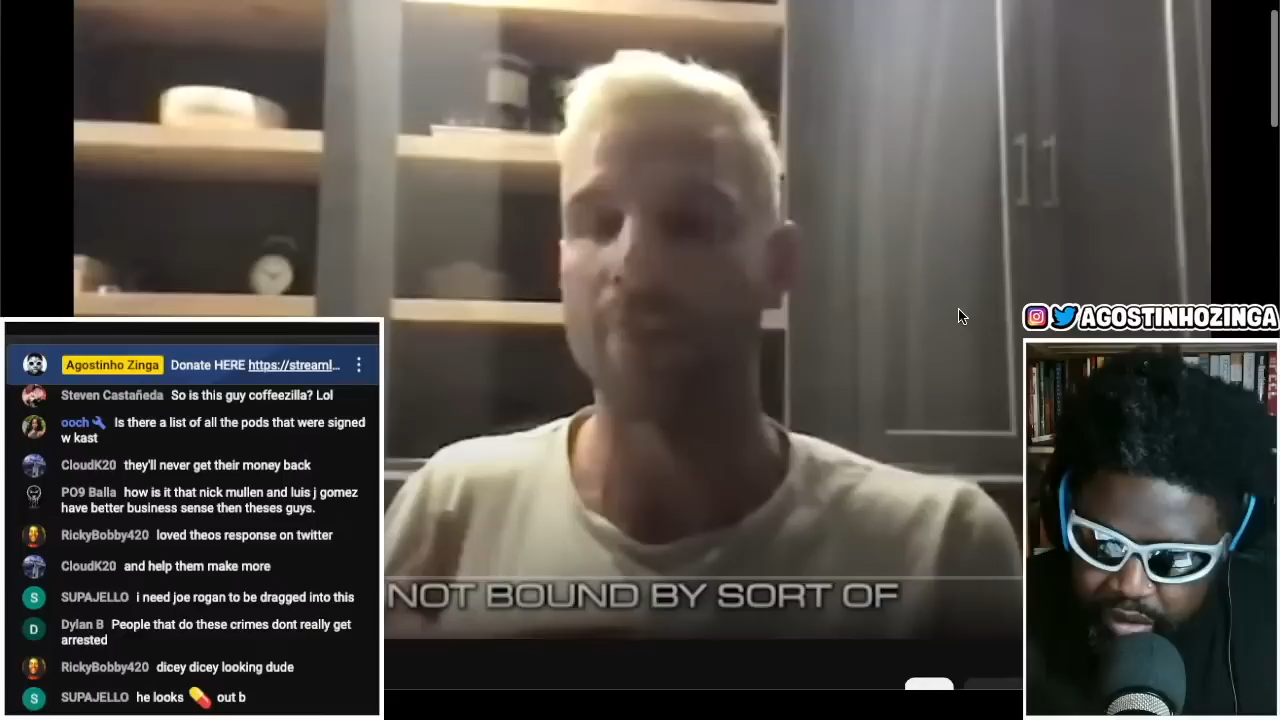 NOT BOUND BY SORT OF
AGOSTINHOZINGA
Agostinho Zinga Donate HERE https://streaml...
Steven Castañeda So is this guy coffeezilla? Lol
ooch Is there a list of all the pods that were signed
w kast
CloudK20 they'll never get their money back
PO9 Balla how is it that nick mullen and luis j gomez
have better business sense then theses guys.
RickyBobby420 loved theos response on twitter
CloudK20 and help them make more
S SUPAJELLO i need joe rogan to be dragged into this
D Dylan B People that do these crimes dont really get
arrested
RickyBobby420 dicey dicey looking dude
S SUPAJELLO he looks 💊 out b